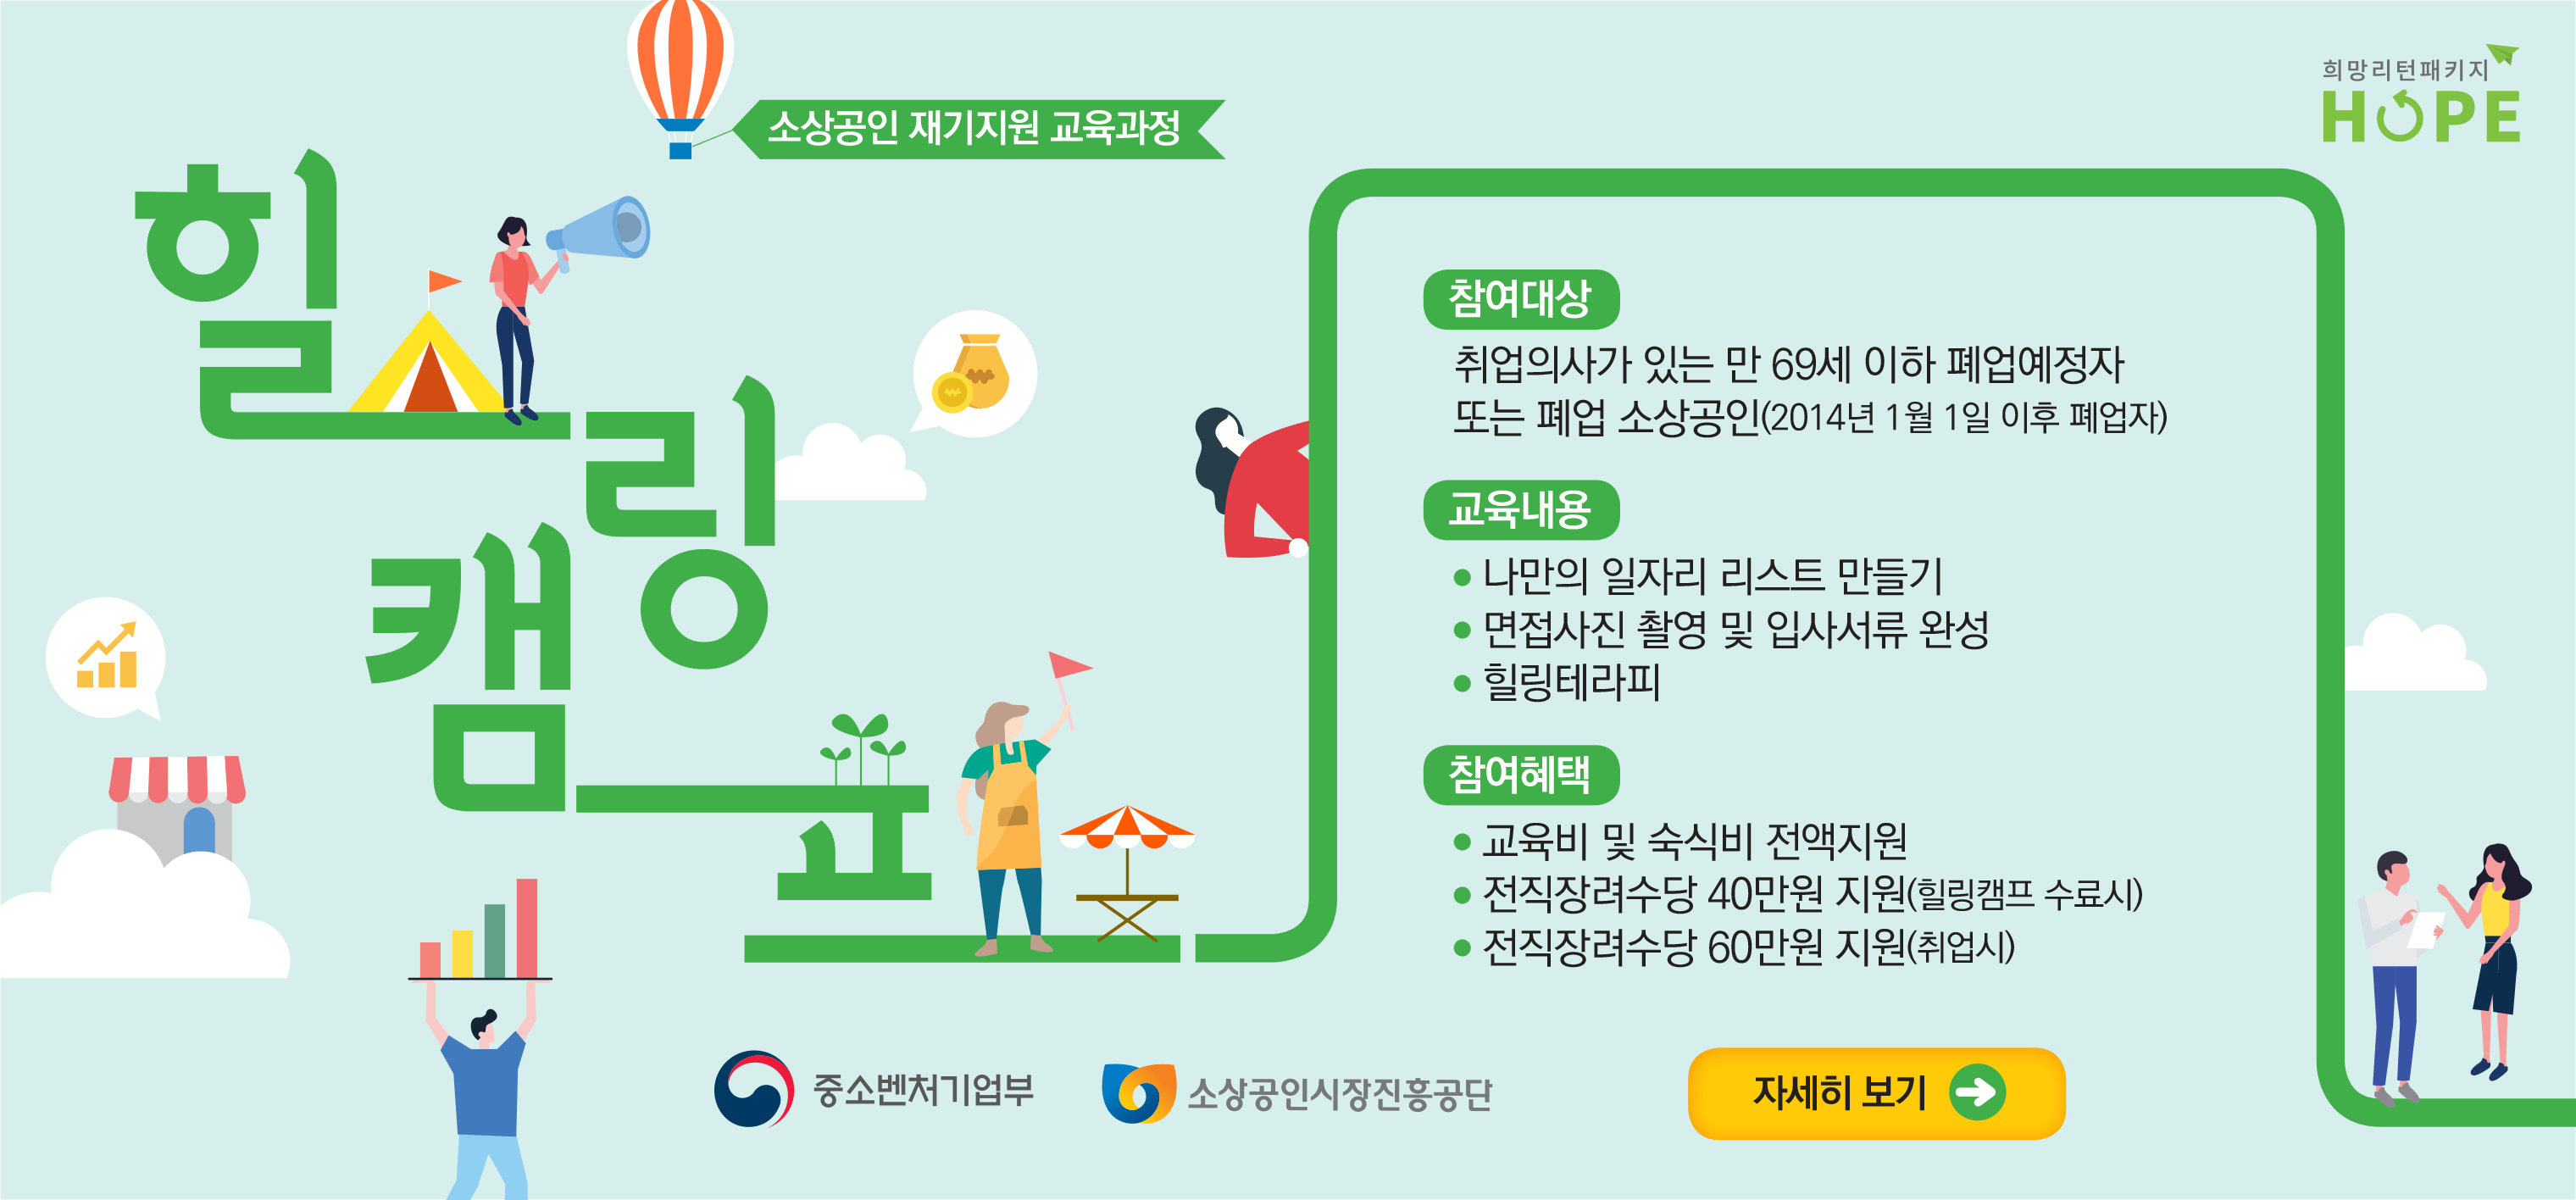 소상공인 재기지원 교육과정
희망리턴패키지
HOPE
힐링
캠프
참여대상
취업의사가 있는 만 69세 이하 폐업예정자
또는 폐업 소상공인(2014년 1월 1일 이후 폐업자)
교육내용
• 나만의 일자리 리스트 만들기
• 면접사진 촬영 및 입사서류 완성
• 힐링테라피
참여혜택
• 교육비 및 숙식비 전액지원
• 전직장려수당 40만원 지원(힐링캠프 수료시)
• 전직장려수당 60만원 지원(취업시)
중소벤처기업부
소상공인시장진흥공단
자세히 보기